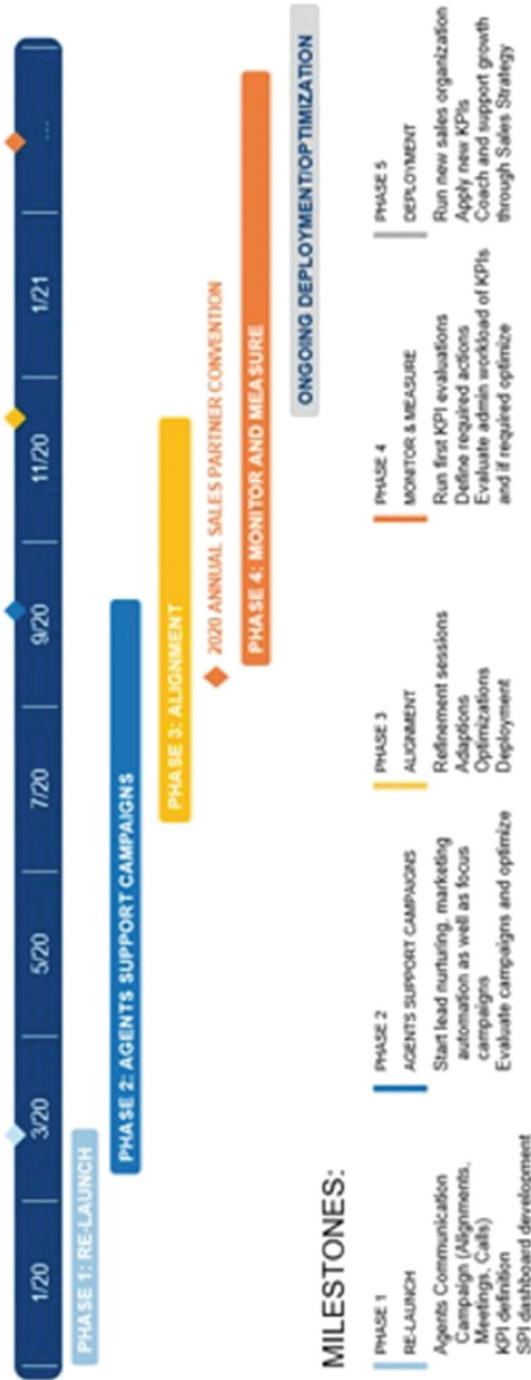 1/20
3/20
5/20
7/20
9/20
11/20
1/21
...
PHASE 1: RE-LAUNCH
PHASE 2: AGENTS SUPPORT CAMPAIGNS
PHASE 3: ALIGNMENT
2020 ANNUAL SALES PARTNER CONVENTION
PHASE 4: MONITOR AND MEASURE
ONGOING DEPLOYMENT/OPTIMIZATION
MILESTONES:
PHASE 1
RE-LAUNCH
Agents Communication
Campaign (Alignments,
Meetings, Calls)
KPI definition
SPI dashboard development
PHASE 2
AGENTS SUPPORT CAMPAIGNS
Start lead nurturing, marketing
automation as well as focus
campaigns
Evaluate campaigns and optimize
PHASE 3
ALIGNMENT
Refinement sessions
Adaptions
Optimizations
Deployment
PHASE 4
MONITOR & MEASURE
Run first KPI evaluations
Define required actions
Evaluate admin workload of KPIs
and if required optimize
PHASE 5
DEPLOYMENT
Run new sales organization
Apply new KPIs
Coach and support growth
through Sales Strategy